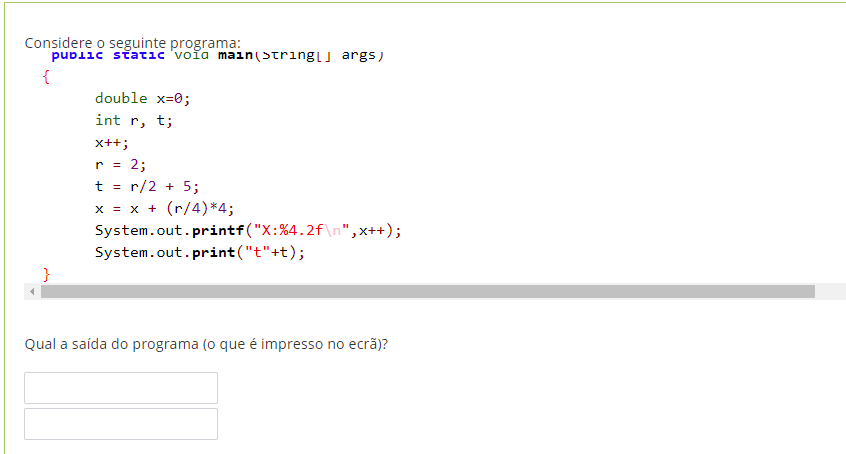 Considere o seguinte programa:
public static void main(String[] args)
{
double x=0;
int r, t;
x++;
r = 2;
t = r/2 + 5;
x = x + (r/4)*4;
System.out.printf("X:%4.2f\n",x++);
System.out.print("t"+t);
}
Qual a saída do programa (o que é impresso no ecrã)?